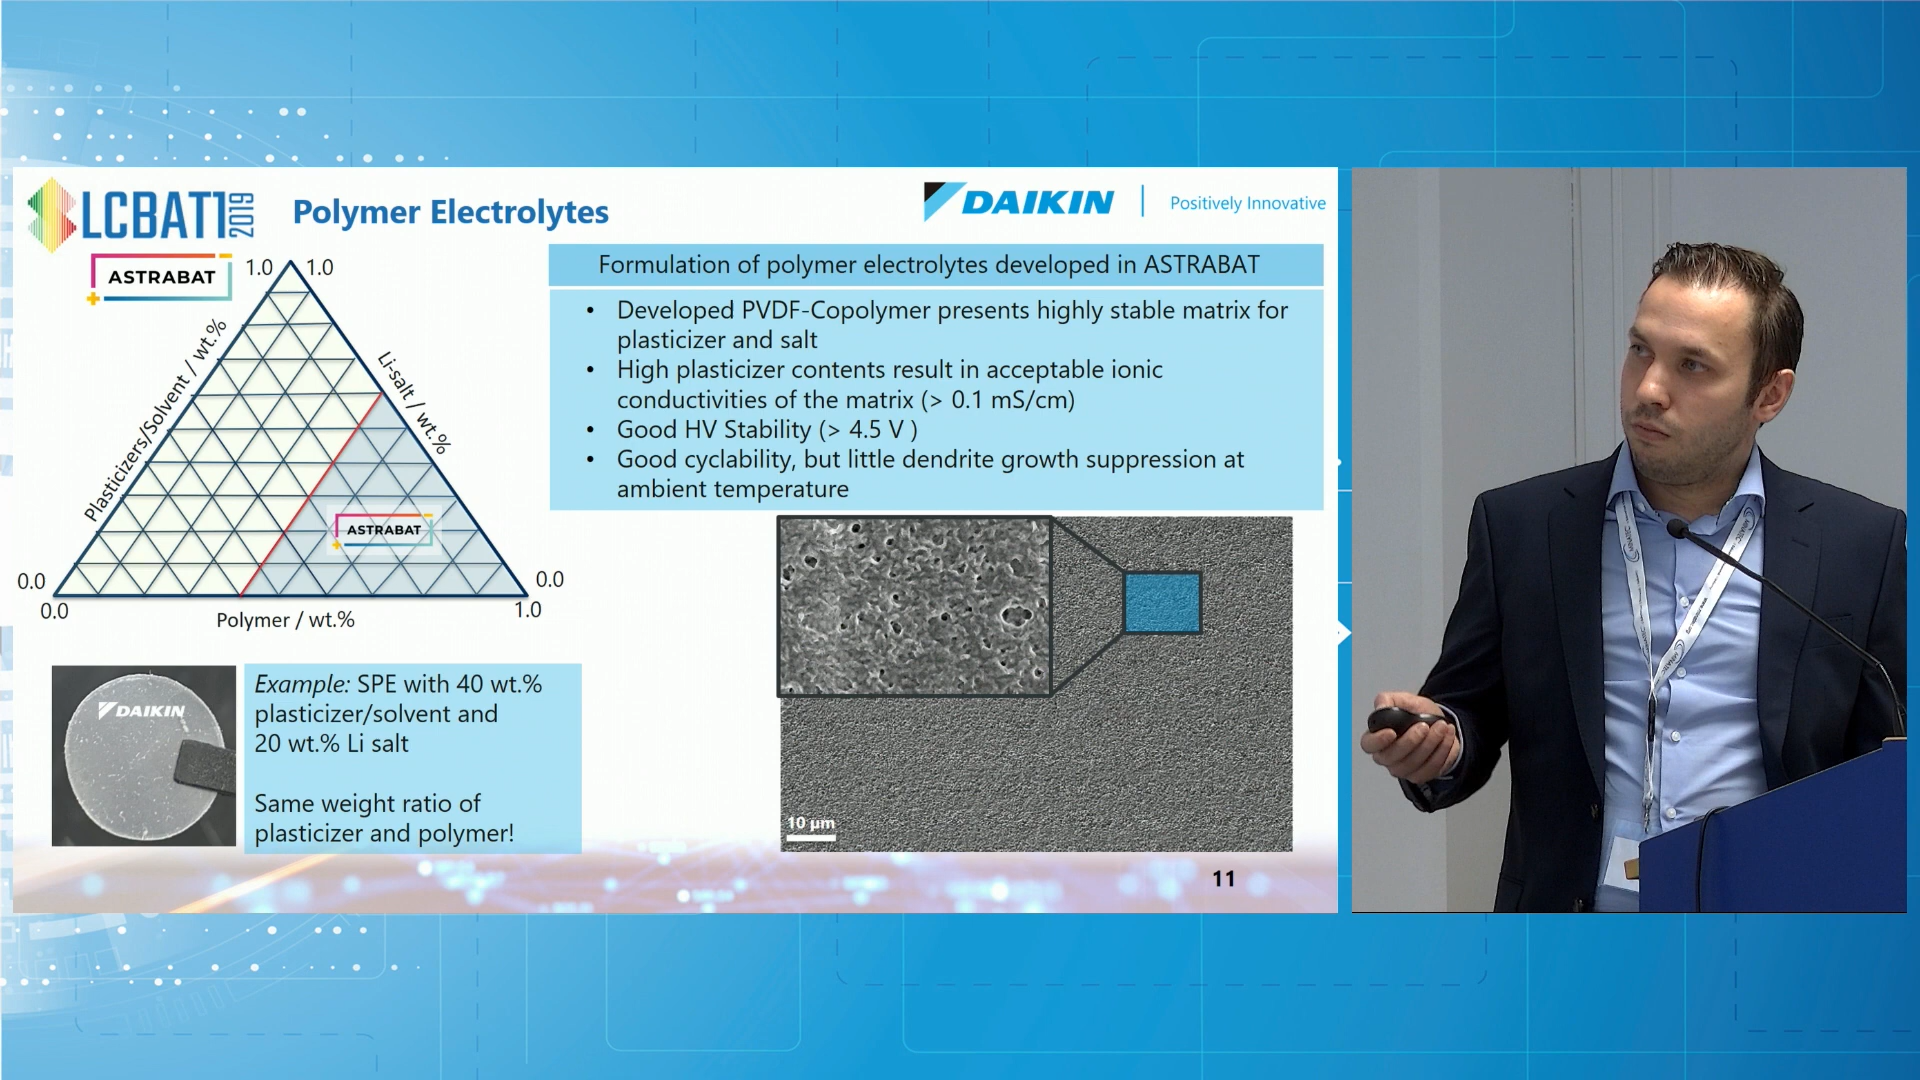 LCBAT1 2019
Polymer Electrolytes
DAIKIN
Positively Innovative
ASTRABAT
1.0
1.0
Plasticizers/Solvent / wt.%
Li-salt / wt.%
ASTRABAT
0.0
0.0
0.0
1.0
Polymer / wt.%
Formulation of polymer electrolytes developed in ASTRABAT
• Developed PVDF-Copolymer presents highly stable matrix for
plasticizer and salt
• High plasticizer contents result in acceptable ionic
conductivities of the matrix (> 0.1 mS/cm)
• Good HV Stability (> 4.5 V )
• Good cyclability, but little dendrite growth suppression at
ambient temperature
DAIKIN
Example: SPE with 40 wt.%
plasticizer/solvent and
20 wt.% Li salt
Same weight ratio of
plasticizer and polymer!
10 µm
11